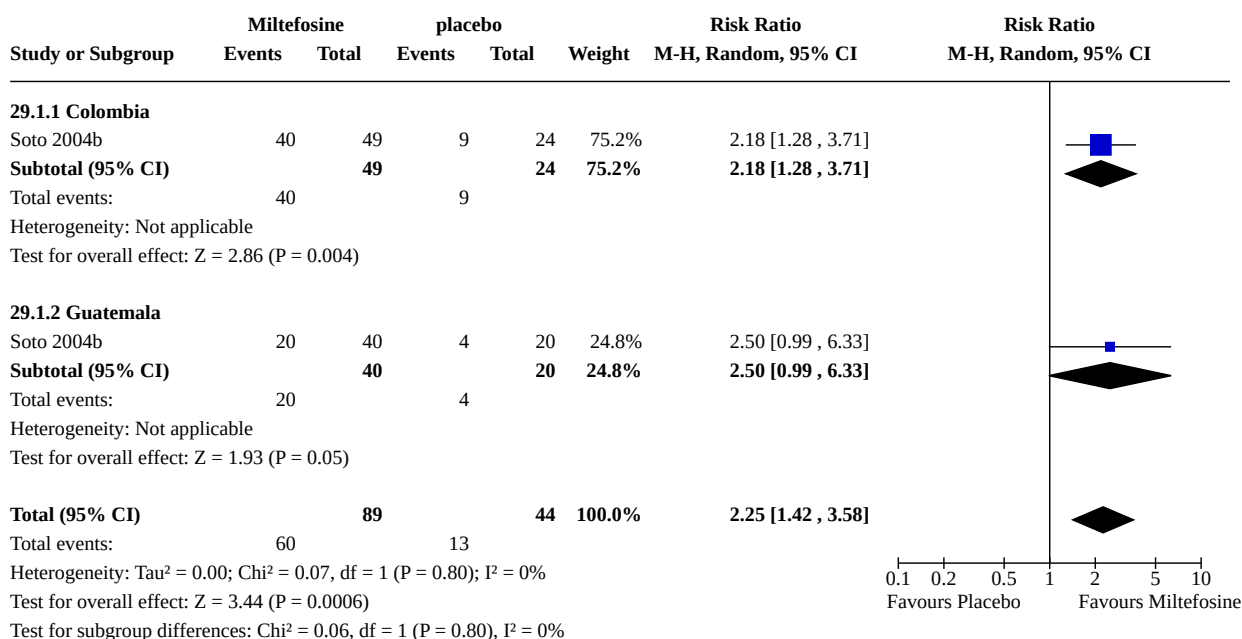 Miltefosine placebo Risk Ratio Risk Ratio
Study or Subgroup Events Total Events Total Weight M-H, Random, 95% CI M-H, Random, 95% CI
29.1.1 Colombia
Soto 2004b 40 49 9 24 75.2% 2.18 [1.28 , 3.71]
Subtotal (95% CI) 49 24 75.2% 2.18 [1.28 , 3.71]
Total events: 40 9
Heterogeneity: Not applicable
Test for overall effect: Z = 2.86 (P = 0.004)
29.1.2 Guatemala
Soto 2004b 20 40 4 20 24.8% 2.50 [0.99 , 6.33]
Subtotal (95% CI) 40 20 24.8% 2.50 [0.99 , 6.33]
Total events: 20 4
Heterogeneity: Not applicable
Test for overall effect: Z = 1.93 (P = 0.05)
Total (95% CI) 89 44 100.0% 2.25 [1.42 , 3.58]
Total events: 60 13
Heterogeneity: Tau² = 0.00; Chi² = 0.07, df = 1 (P = 0.80); I² = 0% 0.1 0.2 0.5 1 2 5 10
Test for overall effect: Z = 3.44 (P = 0.0006) Favours Placebo Favours Miltefosine
Test for subgroup differences: Chi² = 0.06, df = 1 (P = 0.80), I² = 0%